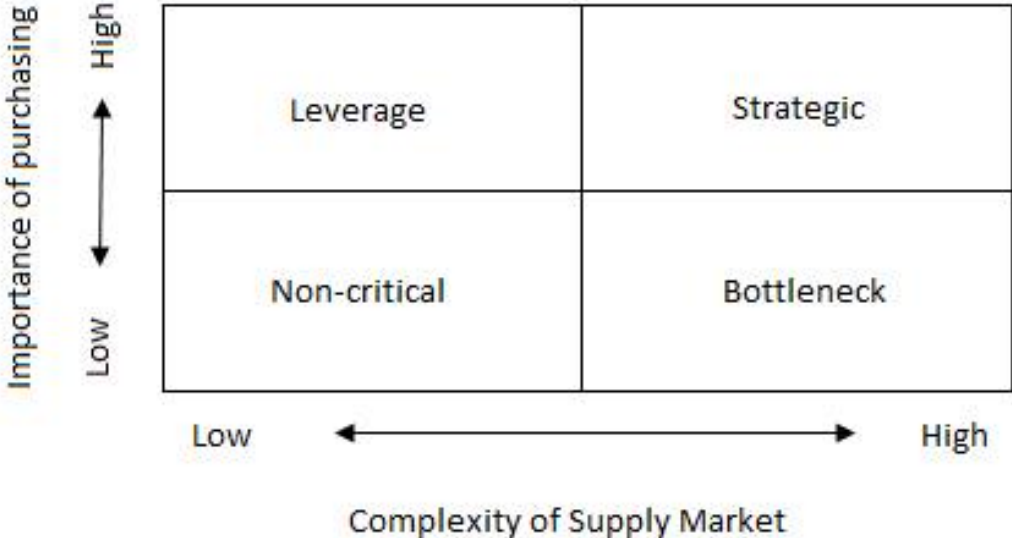 Importance of purchasing
High
Low
Leverage
Strategic
Non-critical
Bottleneck
Low
High
Complexity of Supply Market